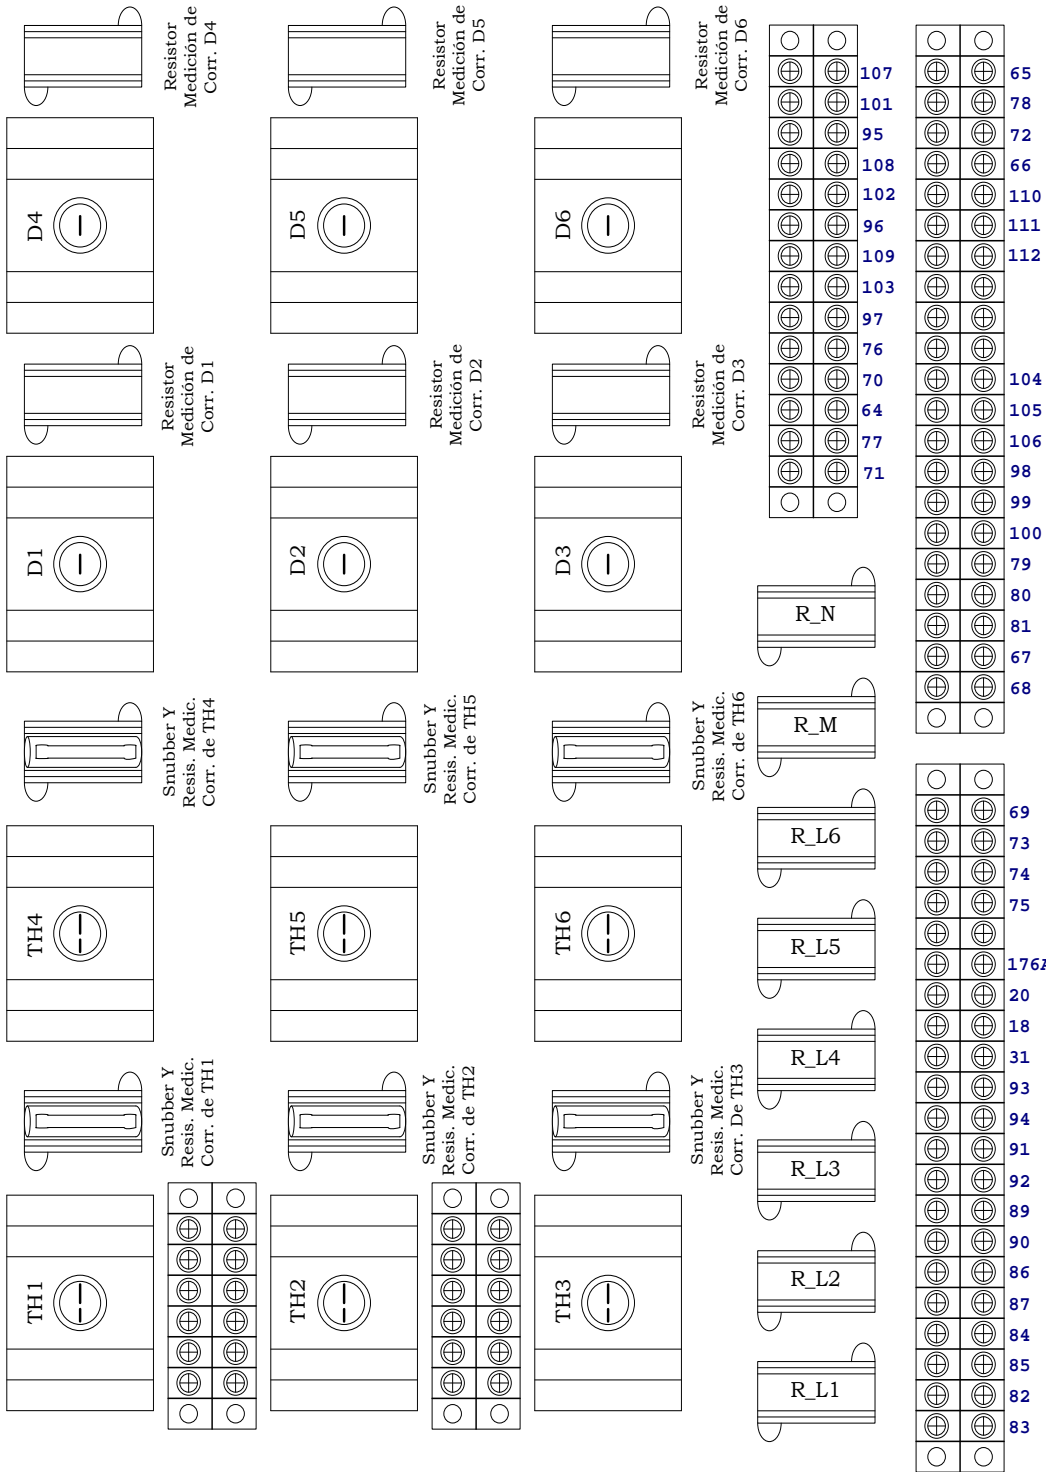 Resistor
Medición de
Corr. D4
Resistor
Medición de
Corr. D5
Resistor
Medición de
Corr. D6
D4
D5
D6
Resistor
Medición de
Corr. D1
Resistor
Medición de
Corr. D2
Resistor
Medición de
Corr. D3
D1
D2
D3
Snubber Y
Resis. Medic.
Corr. de TH4
Snubber Y
Resis. Medic.
Corr. de TH5
Snubber Y
Resis. Medic.
Corr. de TH6
TH4
TH5
TH6
Snubber Y
Resis. Medic.
Corr. de TH1
Snubber Y
Resis. Medic.
Corr. de TH2
Snubber Y
Resis. Medic.
Corr. De TH3
TH1
TH2
TH3
107
101
95
108
102
96
109
103
97
76
70
64
77
71
R_N
R_M
R_L6
R_L5
R_L4
R_L3
R_L2
R_L1
65
78
72
66
110
111
112
104
105
106
98
99
100
79
80
81
67
68
69
73
74
75
176A
20
18
31
93
94
91
92
89
90
86
87
84
85
82
83